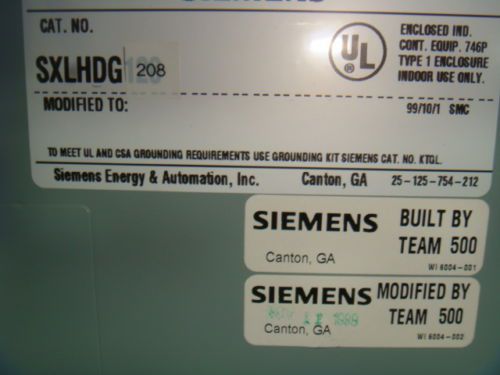 SIEMENS
CAT. NO.
SXLHDG 208
UL
ENCLOSED IND.
CONT. EQUIP. 746P
TYPE 1 ENCLOSURE
INDOOR USE ONLY.
MODIFIED TO:
99/10/1 SMC
TO MEET UL AND CSA GROUNDING REQUIREMENTS USE GROUNDING KIT SIEMENS CAT. NO. KTGL.
Siemens Energy & Automation, Inc. Canton, GA 25-125-754-212
SIEMENS BUILT BY
TEAM 500
Canton, GA
WI 6004-001
SIEMENS MODIFIED BY
TEAM 500
Canton, GA
WI 6004-002